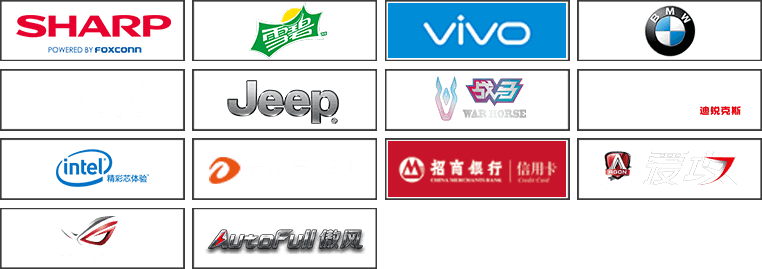 SHARP
POWERED BY FOXCONN
雪碧
vivo
BMW
Jeep
战马
WAR HORSE
迪锐克斯
intel
精彩芯体验
招商银行
CHINA MERCHANTS BANK
信用卡
Credit Card
ARGON
爱攻
AutoFull 傲风